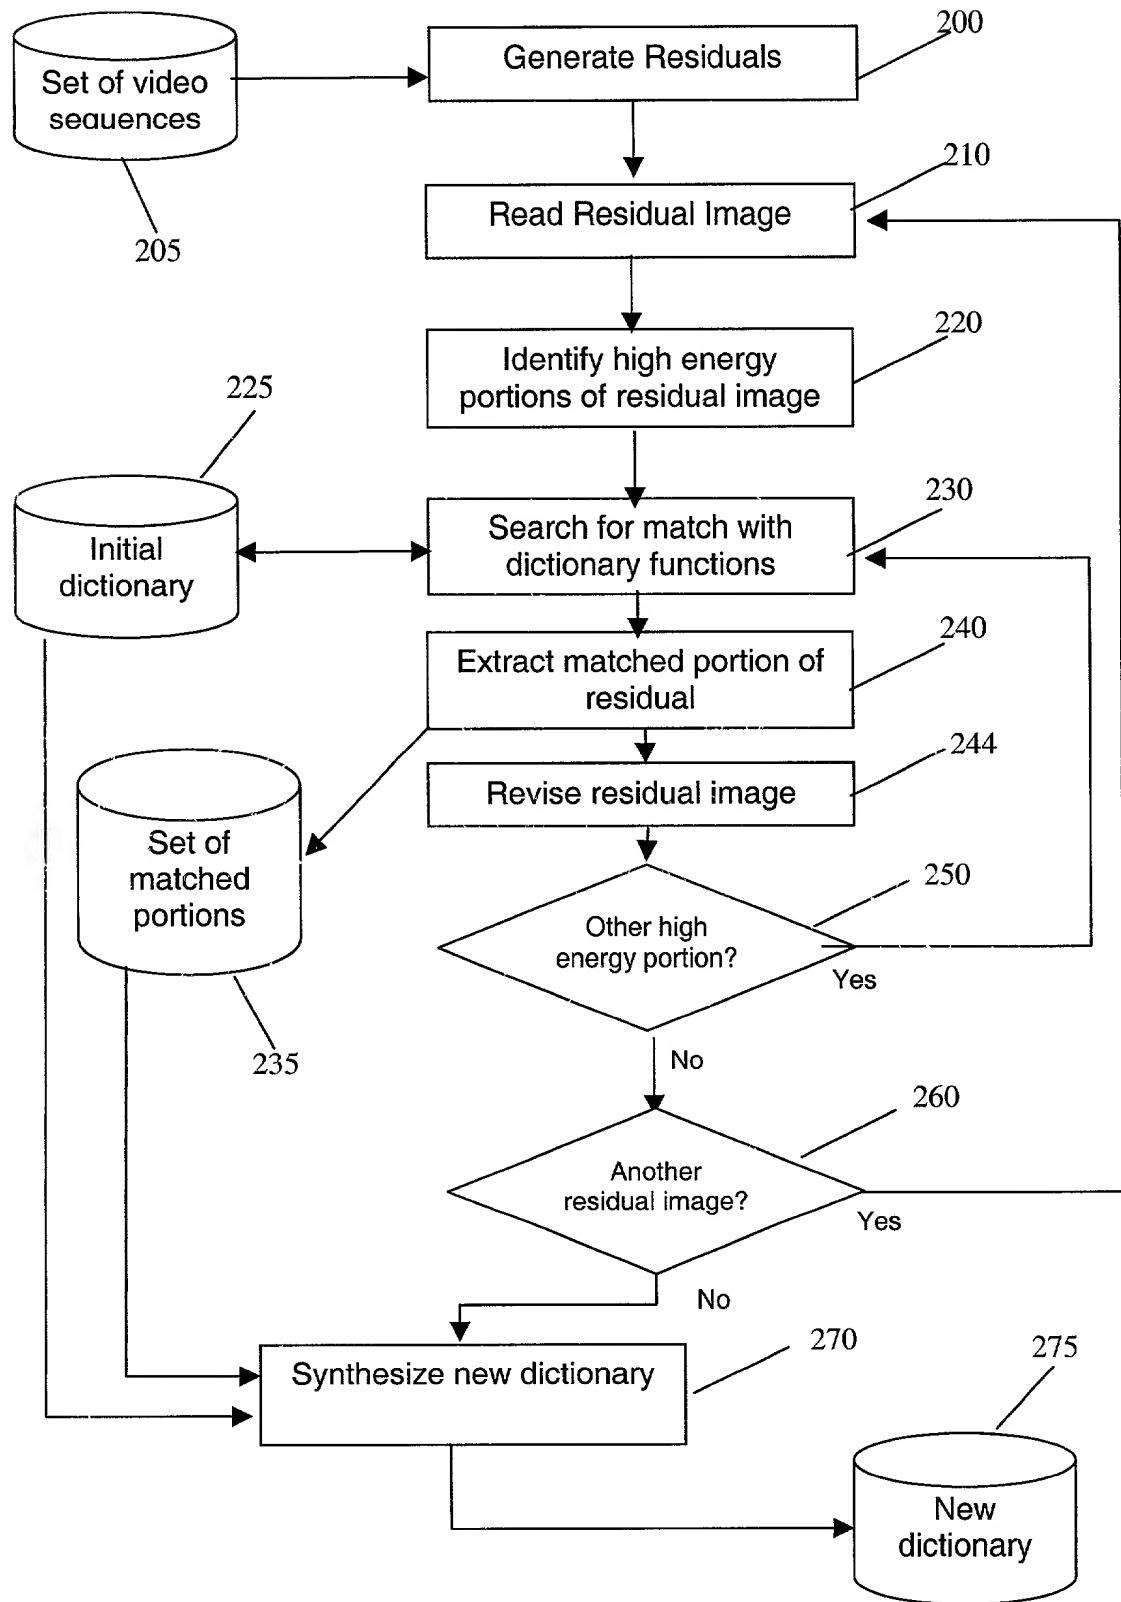 200
Generate Residuals
Set of video
sequences
205
210
Read Residual Image
220
Identify high energy
portions of residual image
225
Initial
dictionary
230
Search for match with
dictionary functions
240
Extract matched portion of
residual
244
Revise residual image
Set of
matched
portions
235
250
Other high
energy portion?
Yes
No
260
Another
residual image?
Yes
No
270
Synthesize new dictionary
275
New
dictionary